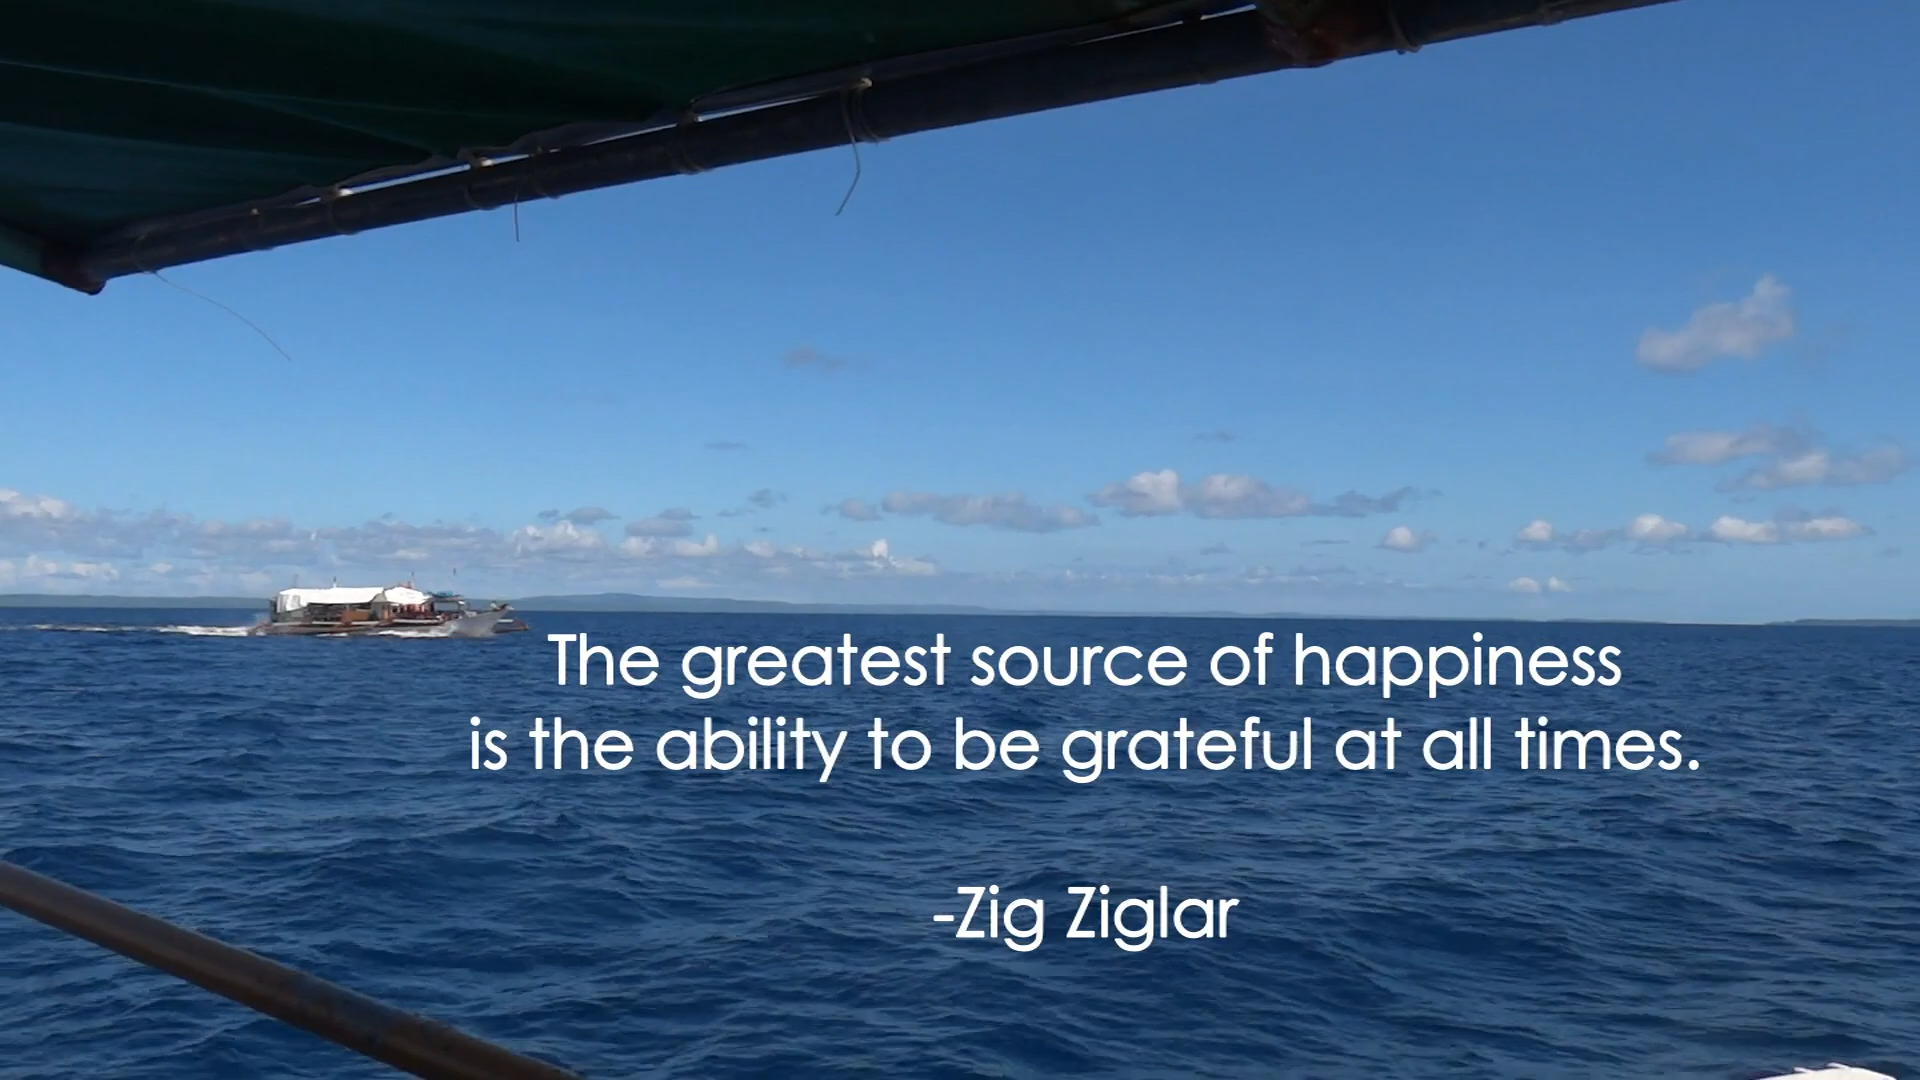 The greatest source of happiness
is the ability to be grateful at all times.
-Zig Ziglar